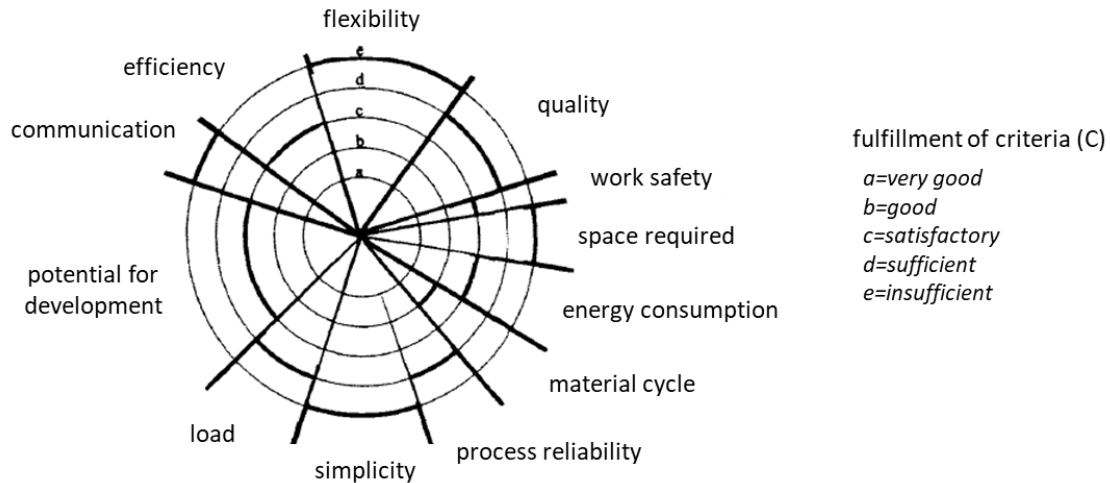 flexibility
efficiency
communication
quality
work safety
space required
energy consumption
material cycle
process reliability
simplicity
load
potential for
development
e
d
c
b
a
fulfillment of criteria (C)
a=very good
b=good
c=satisfactory
d=sufficient
e=insufficient